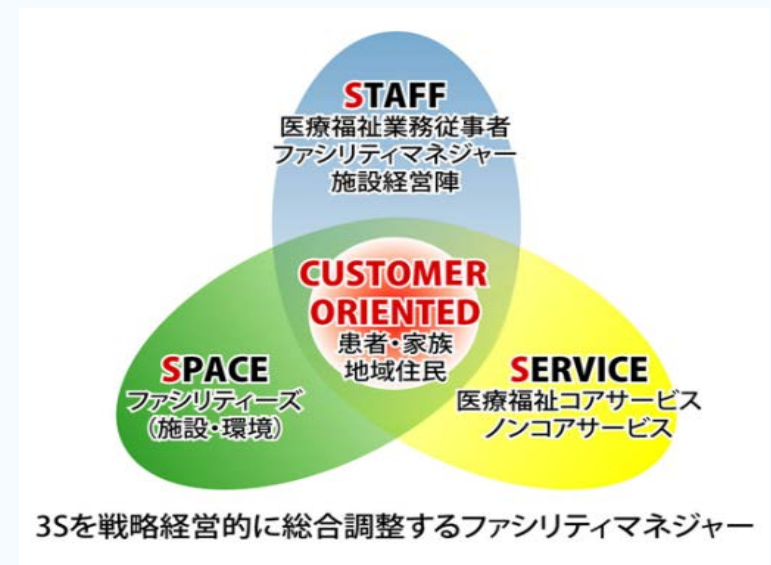 STAFF
医療福祉業務従事者
ファシリティマネジャー
施設経営陣
CUSTOMER
ORIENTED
患者・家族
地域住民
SPACE
ファシリティーズ
(施設・環境)
SERVICE
医療福祉コアサービス
ノンコアサービス
3Sを戦略経営的に総合調整するファシリティマネジャー